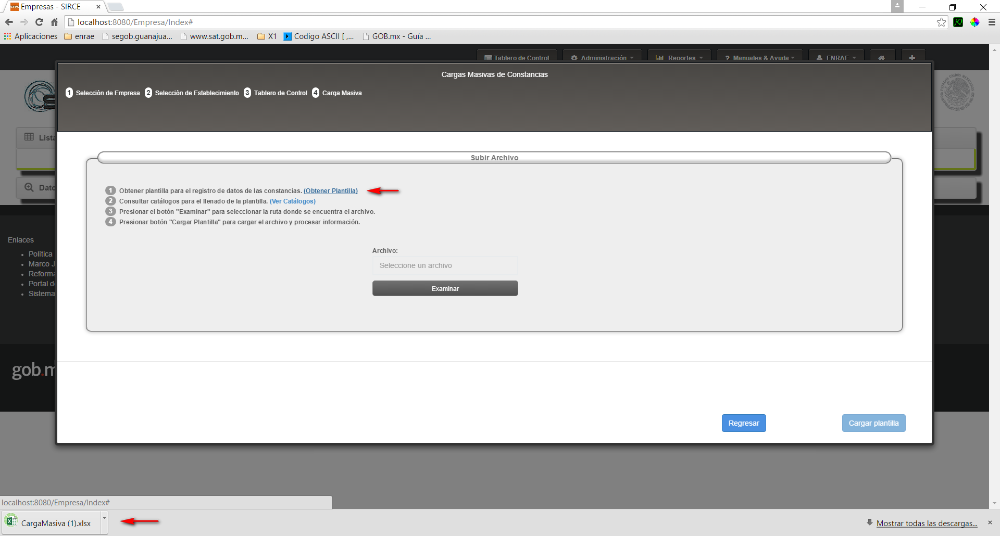 STPS Empresas - SIRCE
localhost:8080/Empresa/Index#
jQ
Aplicaciones enrae segob.guanajua... www.sat.gob.m... X1 Codigo ASCII [ ,... GOB.mx - Guía ...
Tablero de Control Administración Reportes ? Manuales & Ayuda ENRAE
Cargas Masivas de Constancias
1 Selección de Empresa 2 Selección de Establecimiento 3 Tablero de Control 4 Carga Masiva
Lista
Subir Archivo
Dato
1 Obtener plantilla para el registro de datos de las constancias. (Obtener Plantilla)
2 Consultar catálogos para el llenado de la plantilla. (Ver Catálogos)
3 Presionar el botón "Examinar" para seleccionar la ruta donde se encuentra el archivo.
4 Presionar botón "Cargar Plantilla" para cargar el archivo y procesar información.
Enlaces
Política
Marco J
Reforma
Portal d
Sistema
Archivo:
Seleccione un archivo
Examinar
gob.m
Regresar Cargar plantilla
localhost:8080/Empresa/Index#
CargaMasiva (1).xlsx
Mostrar todas las descargas...